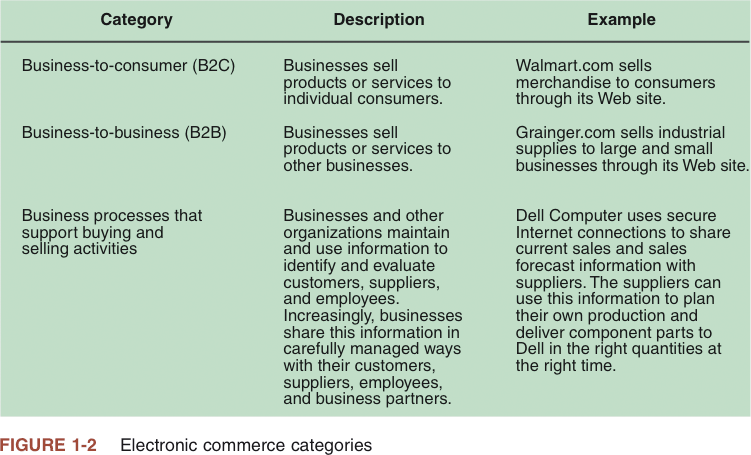 Category Description Example
Business-to-consumer (B2C)
Businesses sell
products or services to
individual consumers.
Walmart.com sells
merchandise to consumers
through its Web site.
Business-to-business (B2B)
Businesses sell
products or services to
other businesses.
Grainger.com sells industrial
supplies to large and small
businesses through its Web site.
Business processes that
support buying and
selling activities
Businesses and other
organizations maintain
and use information to
identify and evaluate
customers, suppliers,
and employees.
Increasingly, businesses
share this information in
carefully managed ways
with their customers,
suppliers, employees,
and business partners.
Dell Computer uses secure
Internet connections to share
current sales and sales
forecast information with
suppliers. The suppliers can
use this information to plan
their own production and
deliver component parts to
Dell in the right quantities at
the right time.
FIGURE 1-2 Electronic commerce categories